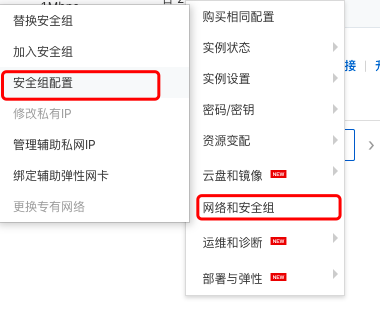 替换安全组
加入安全组
安全组配置
修改私有IP
管理辅助私网IP
绑定辅助弹性网卡
更换专有网络
购买相同配置
实例状态
实例设置
密码/密钥
资源变配
云盘和镜像 NEW
网络和安全组
运维和诊断 NEW
部署与弹性 NEW
接